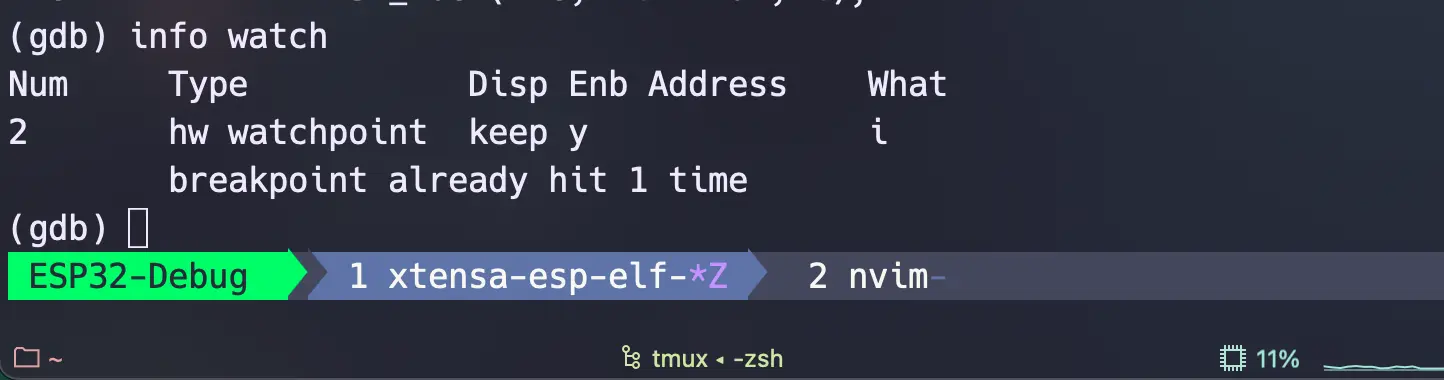 (gdb) info watch
Num     Type           Disp Enb Address    What
2       hw watchpoint  keep y              i
        breakpoint already hit 1 time
(gdb)
ESP32-Debug 1 xtensa-esp-elf-*Z 2 nvim-
~ tmux ◂ -zsh 11%